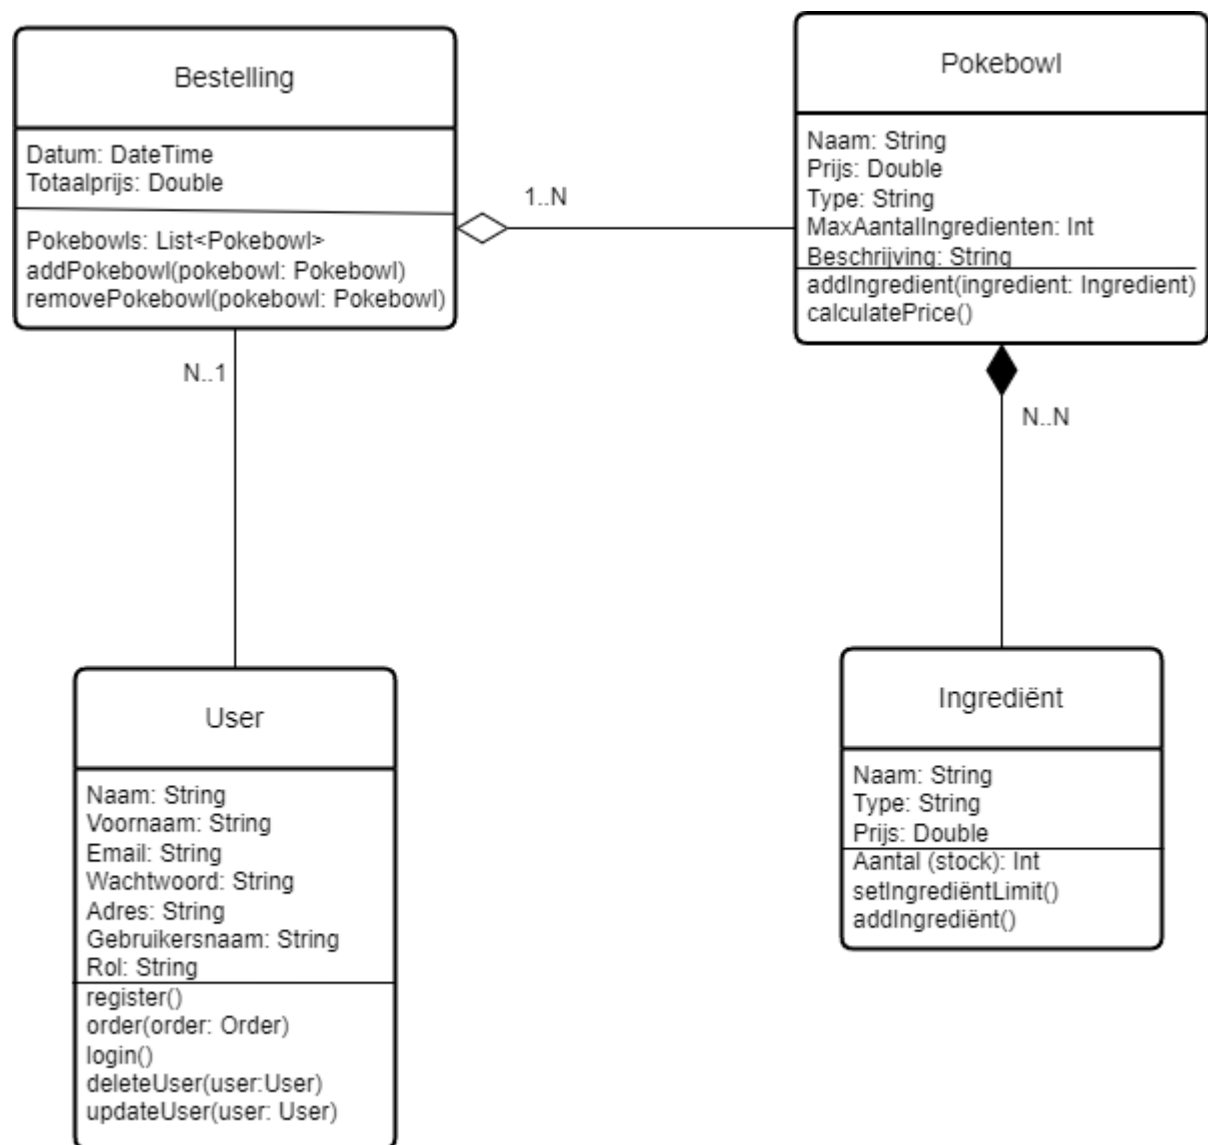 Bestelling
Datum: DateTime
Totaalprijs: Double
Pokebowls: List<Pokebowl>
addPokebowl(pokebowl: Pokebowl)
removePokebowl(pokebowl: Pokebowl)
1..N
Pokebowl
Naam: String
Prijs: Double
Type: String
MaxAantalIngredienten: Int
Beschrijving: String
addIngredient(ingredient: Ingredient)
calculatePrice()
N..1
N..N
User
Naam: String
Voornaam: String
Email: String
Wachtwoord: String
Adres: String
Gebruikersnaam: String
Rol: String
register()
order(order: Order)
login()
deleteUser(user:User)
updateUser(user: User)
Ingrediënt
Naam: String
Type: String
Prijs: Double
Aantal (stock): Int
setIngrediëntLimit()
addIngrediënt()